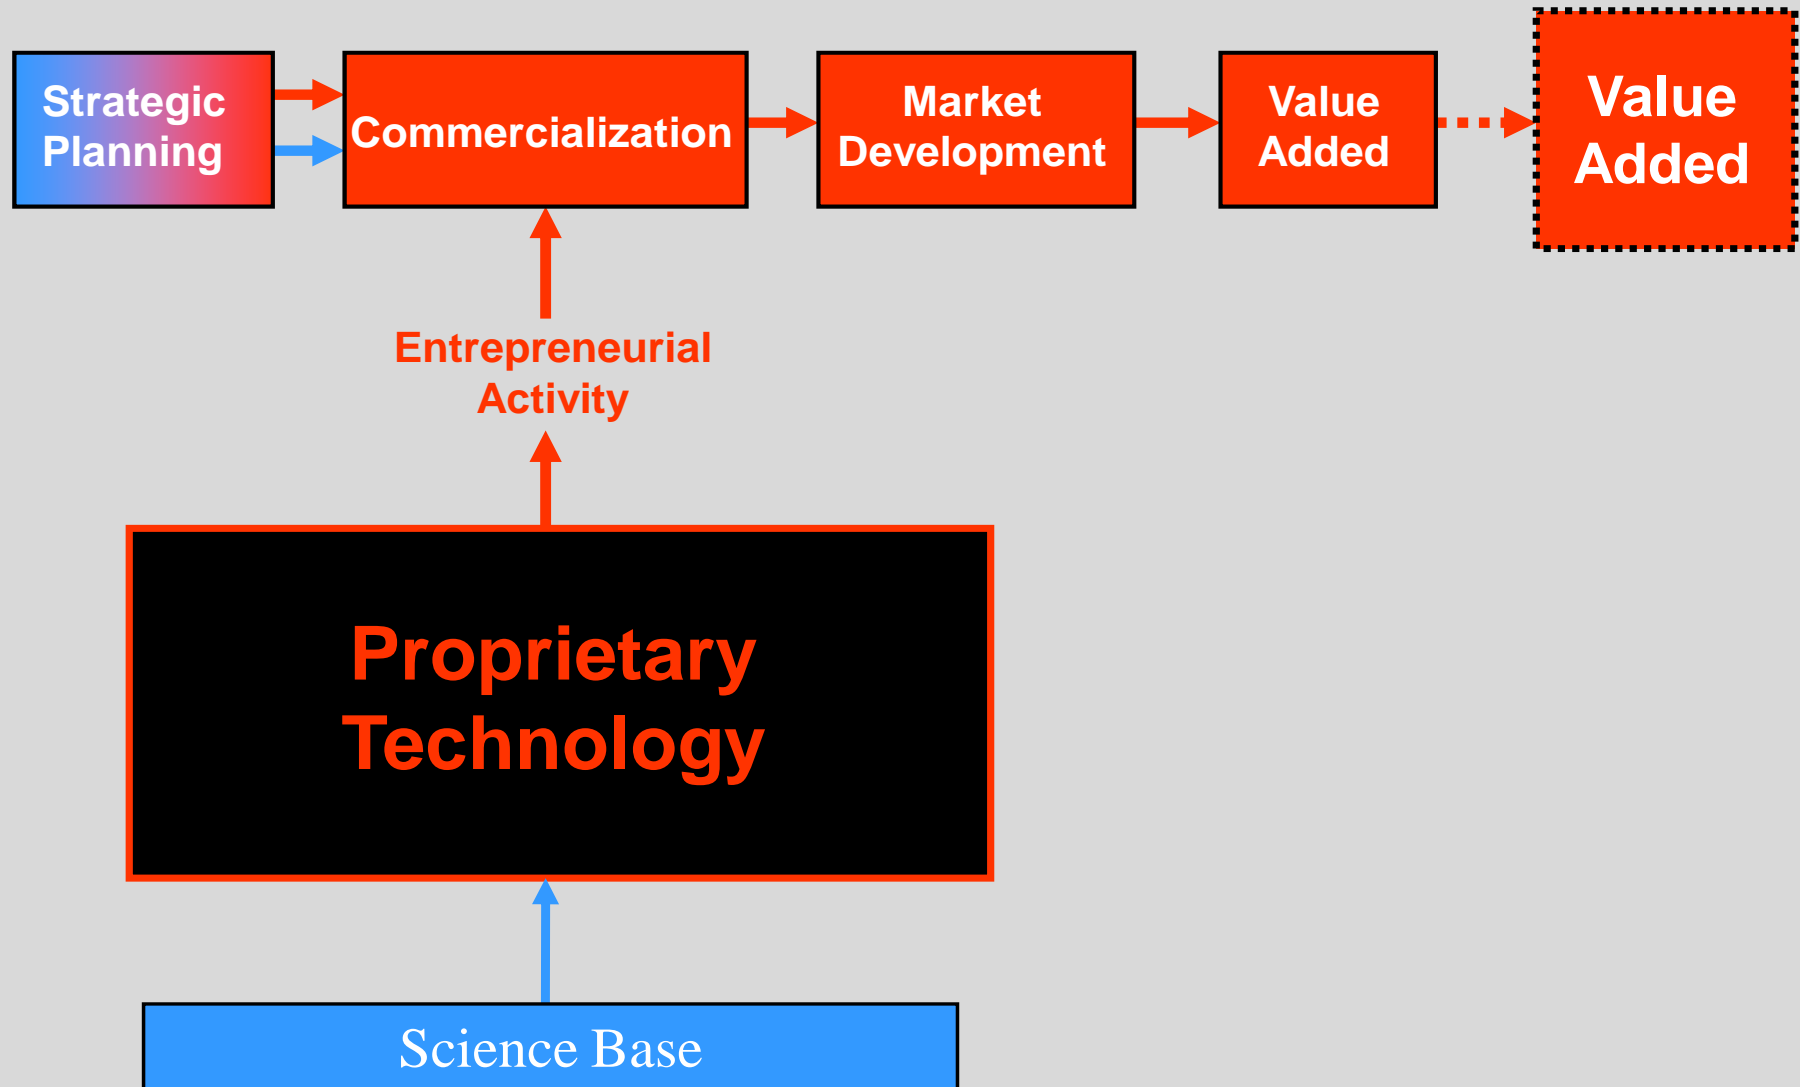 Strategic
Planning
Commercialization
Market
Development
Value
Added
Value
Added
Entrepreneurial
Activity
Proprietary
Technology
Science Base